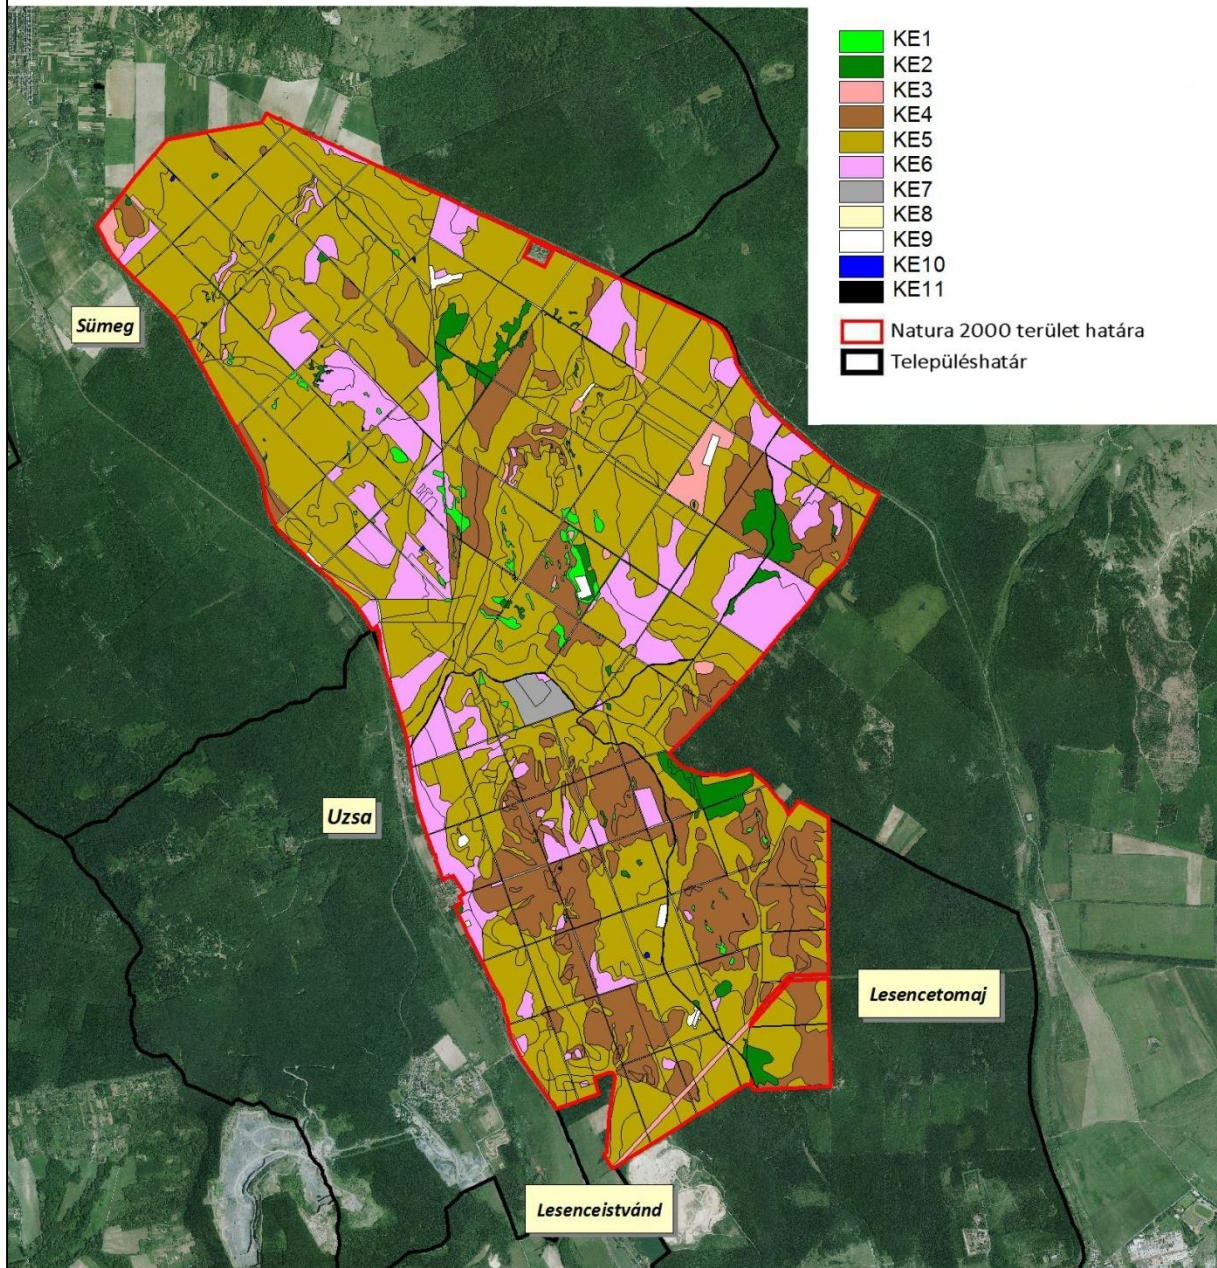 KE1
KE2
KE3
KE4
KE5
KE6
KE7
KE8
KE9
KE10
KE11
Natura 2000 terület határa
Településhatár
Sümeg
Uzsa
Lesencetomaj
Lesenceistvánd